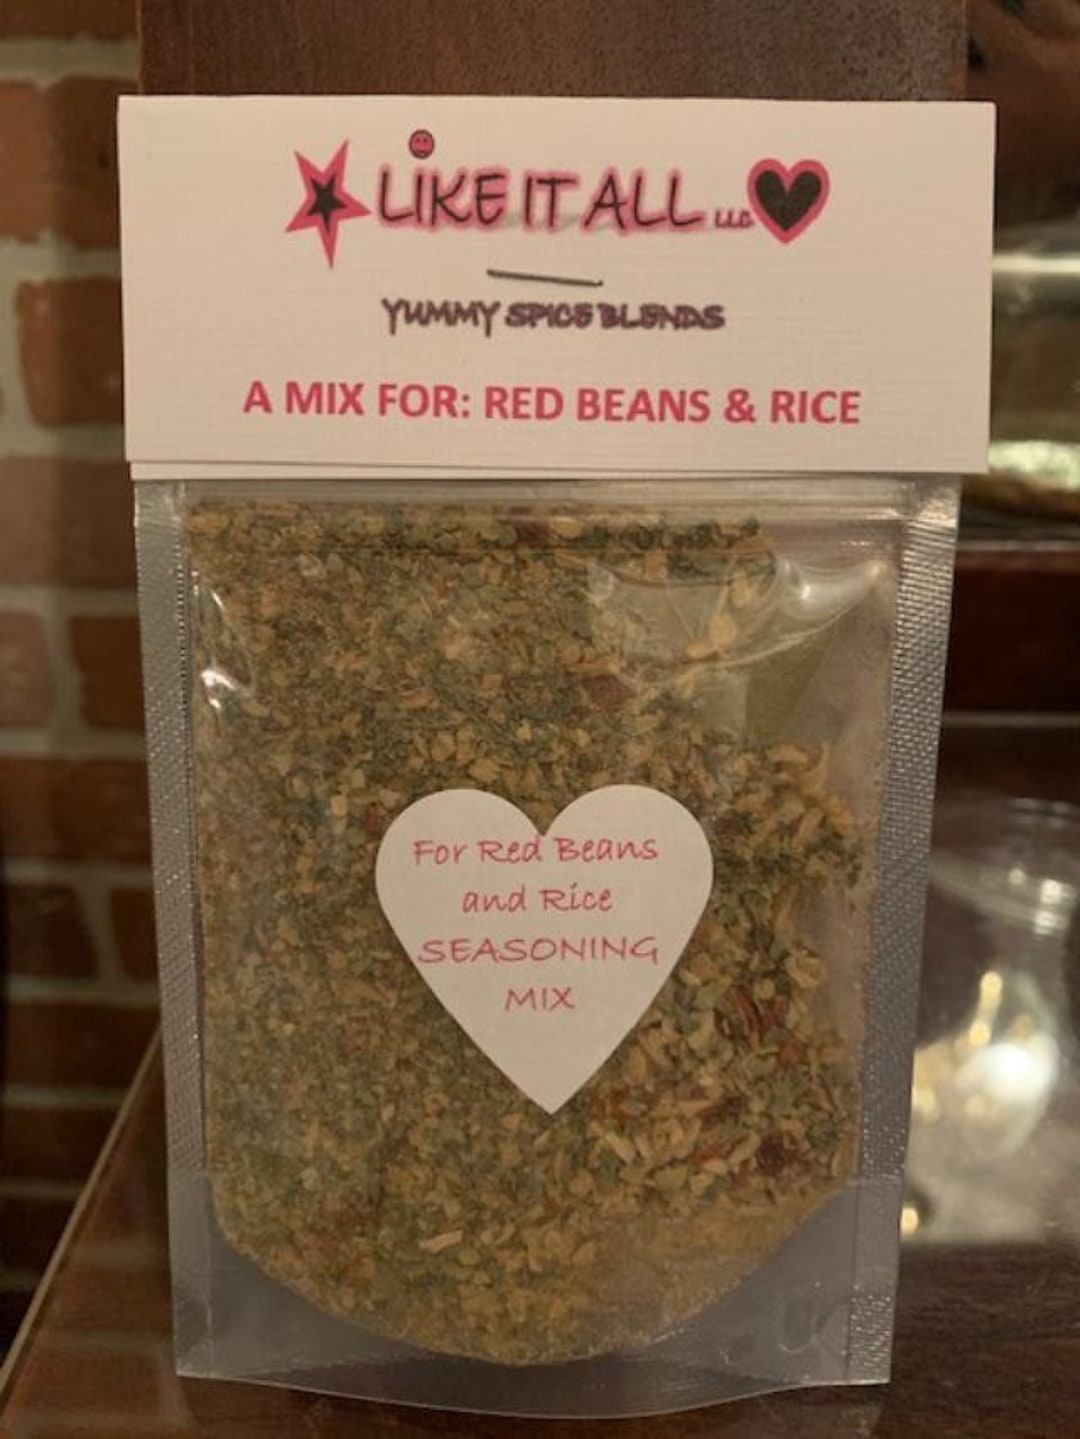 LIKE IT ALL LLC
YUMMY SPICE BLENDS
A MIX FOR: RED BEANS & RICE
For Red Beans
and Rice
SEASONING
MIX